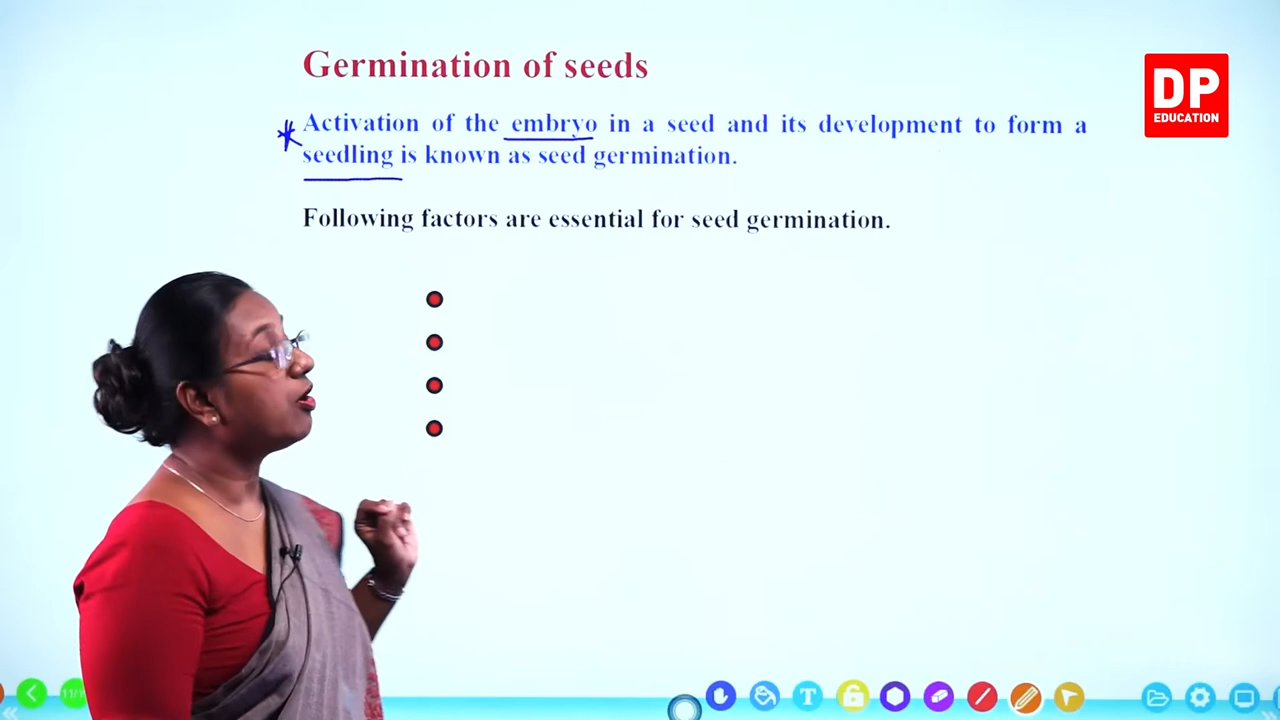 Germination of seeds
DP
EDUCATION
Activation of the embryo in a seed and its development to form a
seedling is known as seed germination.
Following factors are essential for seed germination.